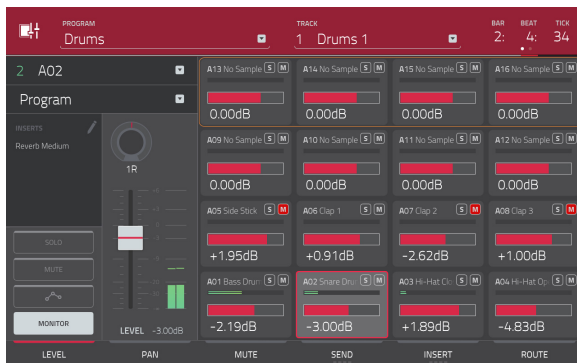 PROGRAM
Drums
TRACK
1 Drums 1
BAR BEAT TICK
2: 4: 34
2 A02
Program
INSERTS
Reverb Medium
1R
SOLO
MUTE
MONITOR
LEVEL -3.00dB
A13 No Sample S M
0.00dB
A14 No Sample S M
0.00dB
A15 No Sample S M
0.00dB
A16 No Sample S M
0.00dB
A09 No Sample S M
0.00dB
A10 No Sample S M
0.00dB
A11 No Sample S M
0.00dB
A12 No Sample S M
0.00dB
A05 Side Stick S M
+1.95dB
A06 Clap 1 S M
+0.91dB
A07 Clap 2 S M
-2.62dB
A08 Clap 3 S M
+1.00dB
A01 Bass Drum S M
-2.19dB
A02 Snare Dru S M
-3.00dB
A03 Hi-Hat Clo S M
+1.89dB
A04 Hi-Hat Op S M
-4.83dB
LEVEL PAN MUTE SEND INSERT ROUTE